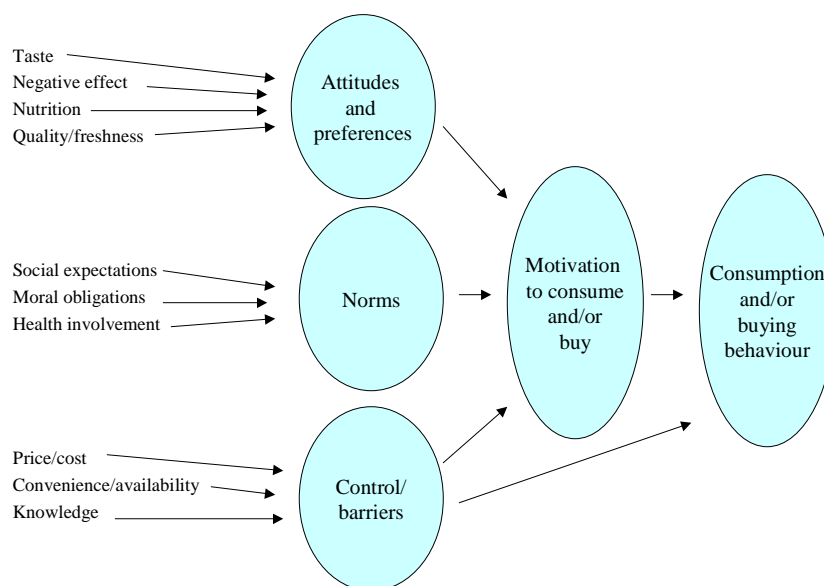 Taste
Negative effect
Nutrition
Quality/freshness
Attitudes
and
preferences
Social expectations
Moral obligations
Health involvement
Norms
Motivation
to consume
and/or
buy
Consumption
and/or
buying
behaviour
Price/cost
Convenience/availability
Knowledge
Control/
barriers